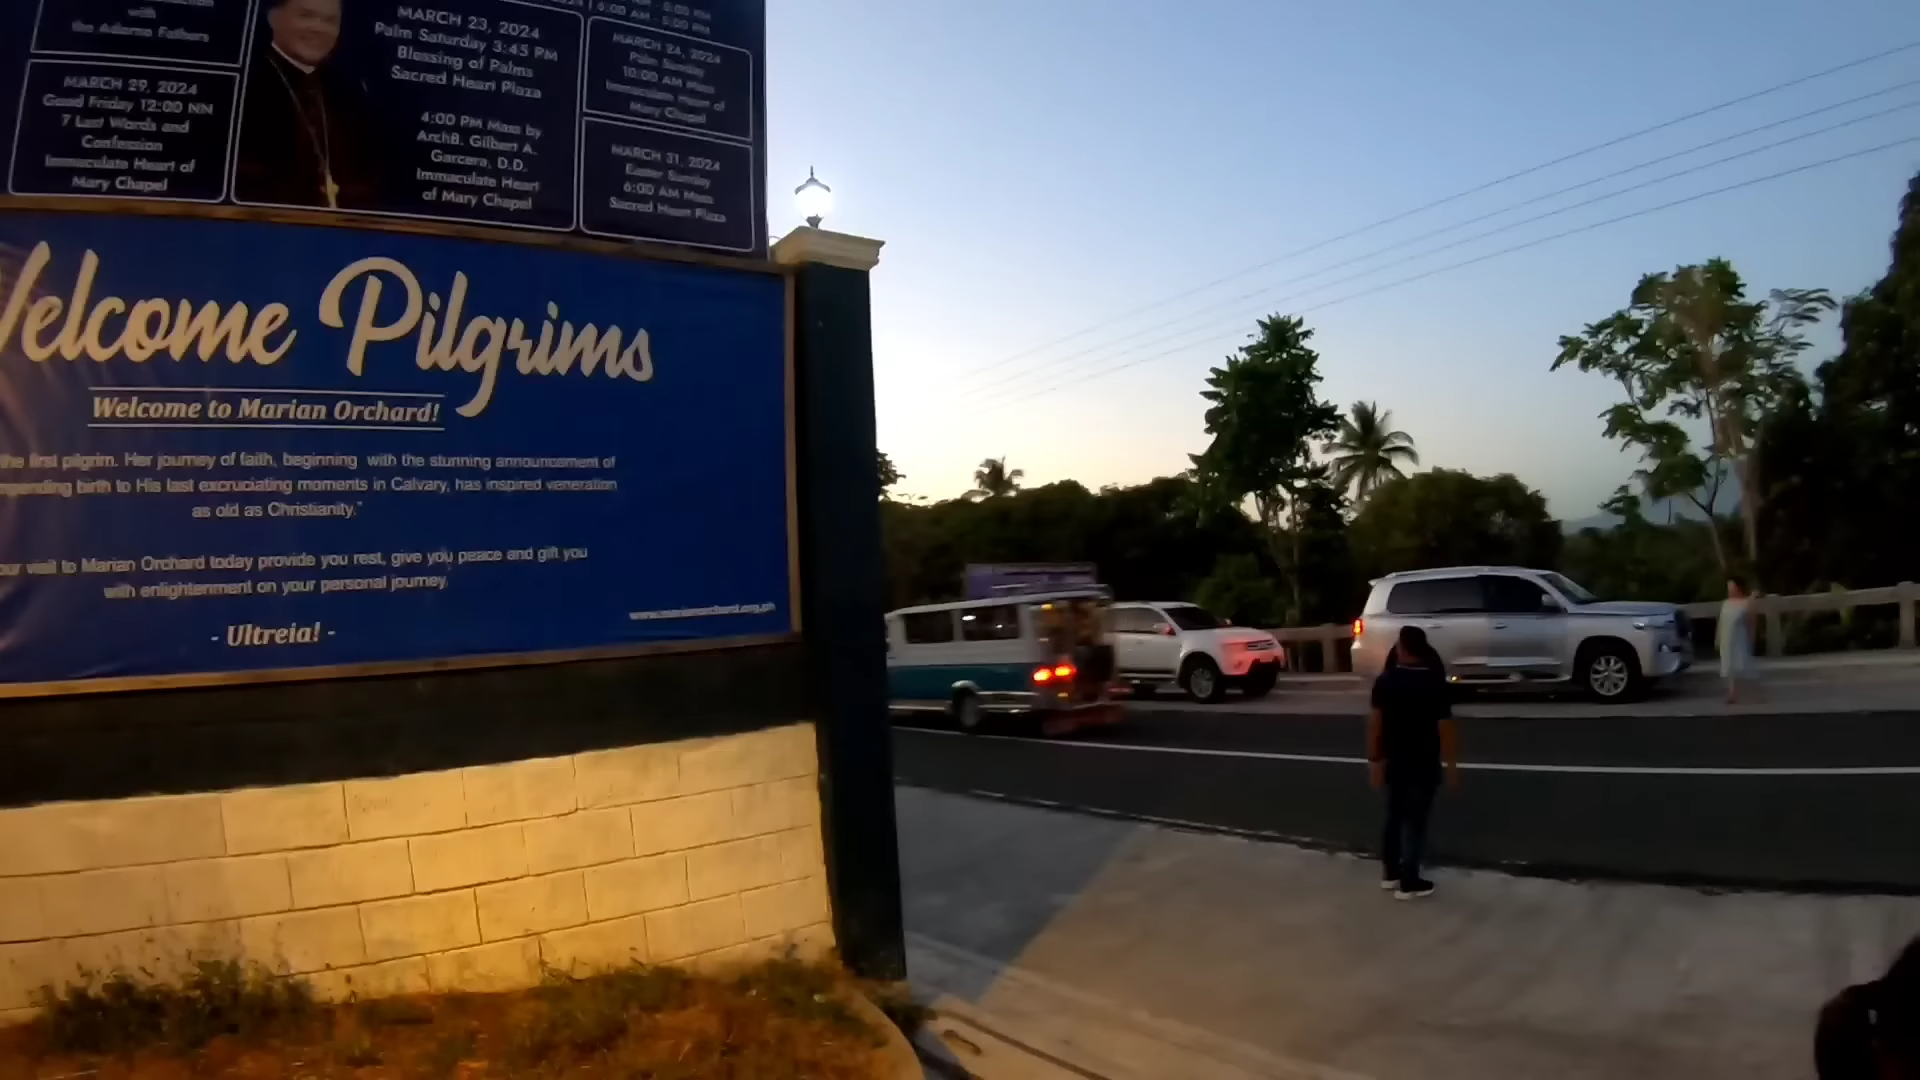 with
the Adorno Fathers
MARCH 29, 2024
Good Friday 12:00 NN
7 Last Words and
Confession
Immaculate Heart of
Mary Chapel
MARCH 23, 2024
Palm Saturday 3:45 PM
Blessing of Palms
Sacred Heart Plaza
4:00 PM Mass by
ArchB. Gilbert A.
Garcera, D.D.
Immaculate Heart
of Mary Chapel
6:00 AM - 5:00 PM
MARCH 24, 2024
Palm Sunday
10:00 AM Mass
Immaculate Heart of
Mary Chapel
MARCH 31, 2024
Easter Sunday
6:00 AM Mass
Sacred Heart Plaza
Welcome Pilgrims
Welcome to Marian Orchard!
the first pilgrim. Her journey of faith, beginning with the stunning announcement of
birth to His last excruciating moments in Calvary, has inspired veneration
as old as Christianity."
our visit to Marian Orchard today provide you rest, give you peace and gift you
with enlightenment on your personal journey.
www.marianorchard.org.ph
- Ultreia! -